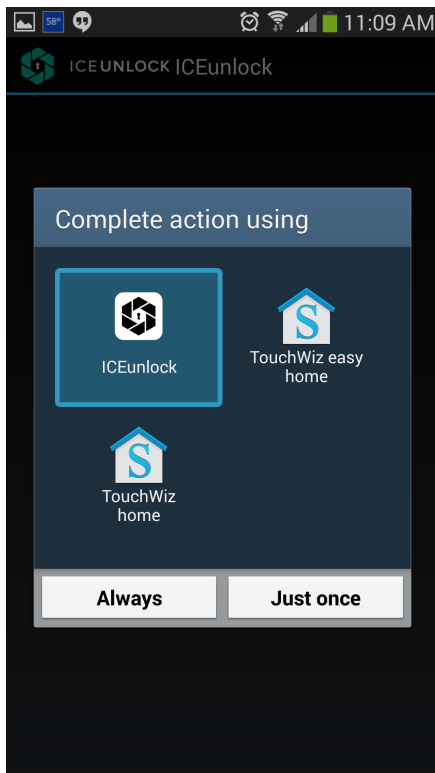 58° 11:09 AM
ICEUNLOCK ICEunlock
Complete action using
ICEunlock
TouchWiz easy
home
TouchWiz
home
Always
Just once